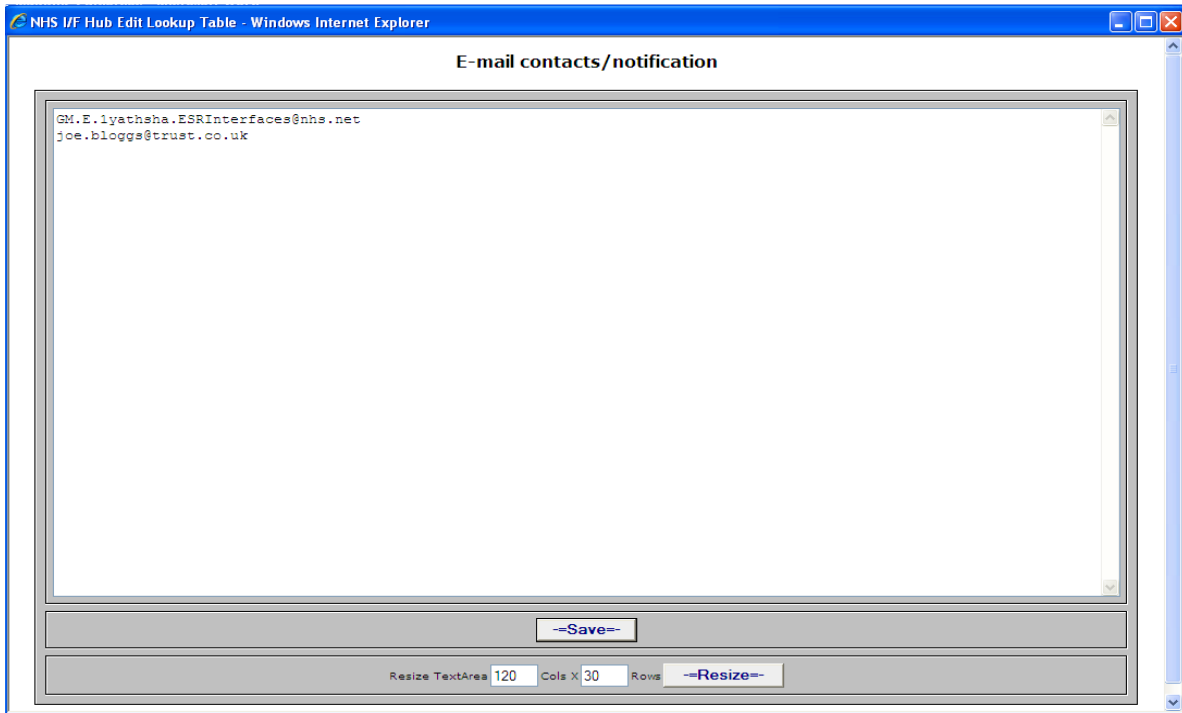 NHS I/F Hub Edit Lookup Table - Windows Internet Explorer
E-mail contacts/notification
GM.E.1yathsha.ESRInterfaces@nhs.net
joe.bloggs@trust.co.uk
-=Save=-
Resize TextArea 120 Cols X 30 Rows -=Resize=-